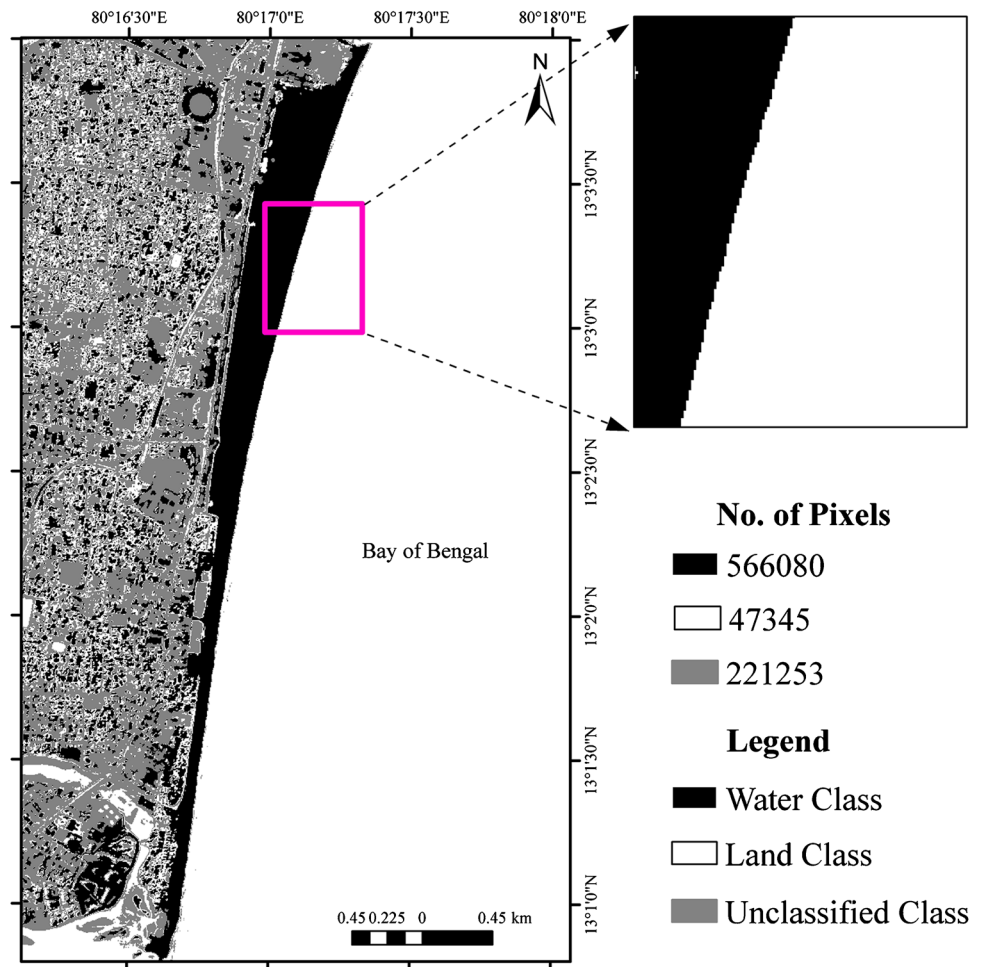 80°16'30"E 80°17'0"E 80°17'30"E 80°18'0"E
N
13°3'30"N
13°3'0"N
13°2'30"N
13°2'0"N
13°1'30"N
13°1'0"N
Bay of Bengal
0.45 0.225 0 0.45 km
No. of Pixels
566080
47345
221253
Legend
Water Class
Land Class
Unclassified Class